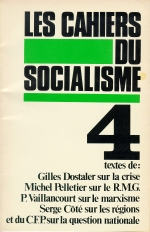 LES CAHIERS
DU
SOCIALISME
4
textes de:
Gilles Dostaler sur la crise
Michel Pelletier sur le R.M.G.
P. Vaillancourt sur le marxisme
Serge Côté sur les régions
et du C.F.P. sur la question nationale